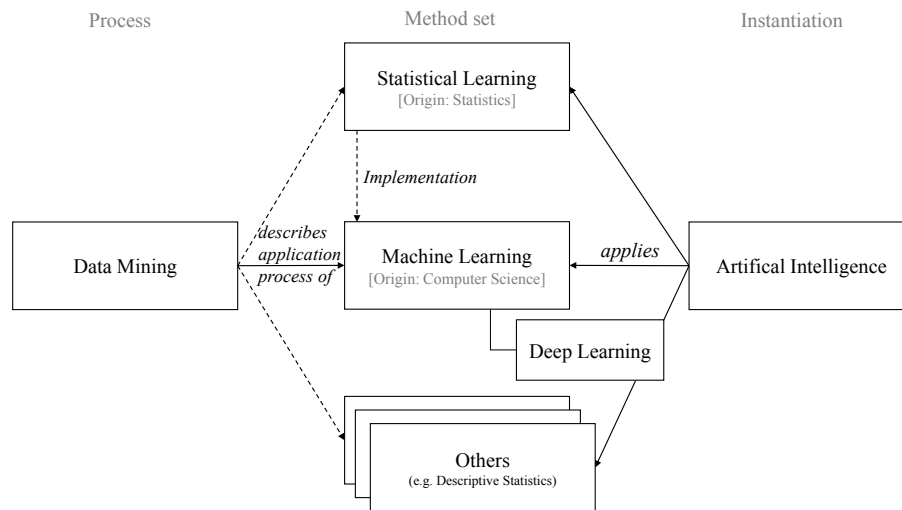 Process
Method set
Instantiation
Statistical Learning
[Origin: Statistics]
Implementation
describes
application
process of
Data Mining
Machine Learning
[Origin: Computer Science]
applies
Artifical Intelligence
Deep Learning
Others
(e.g. Descriptive Statistics)